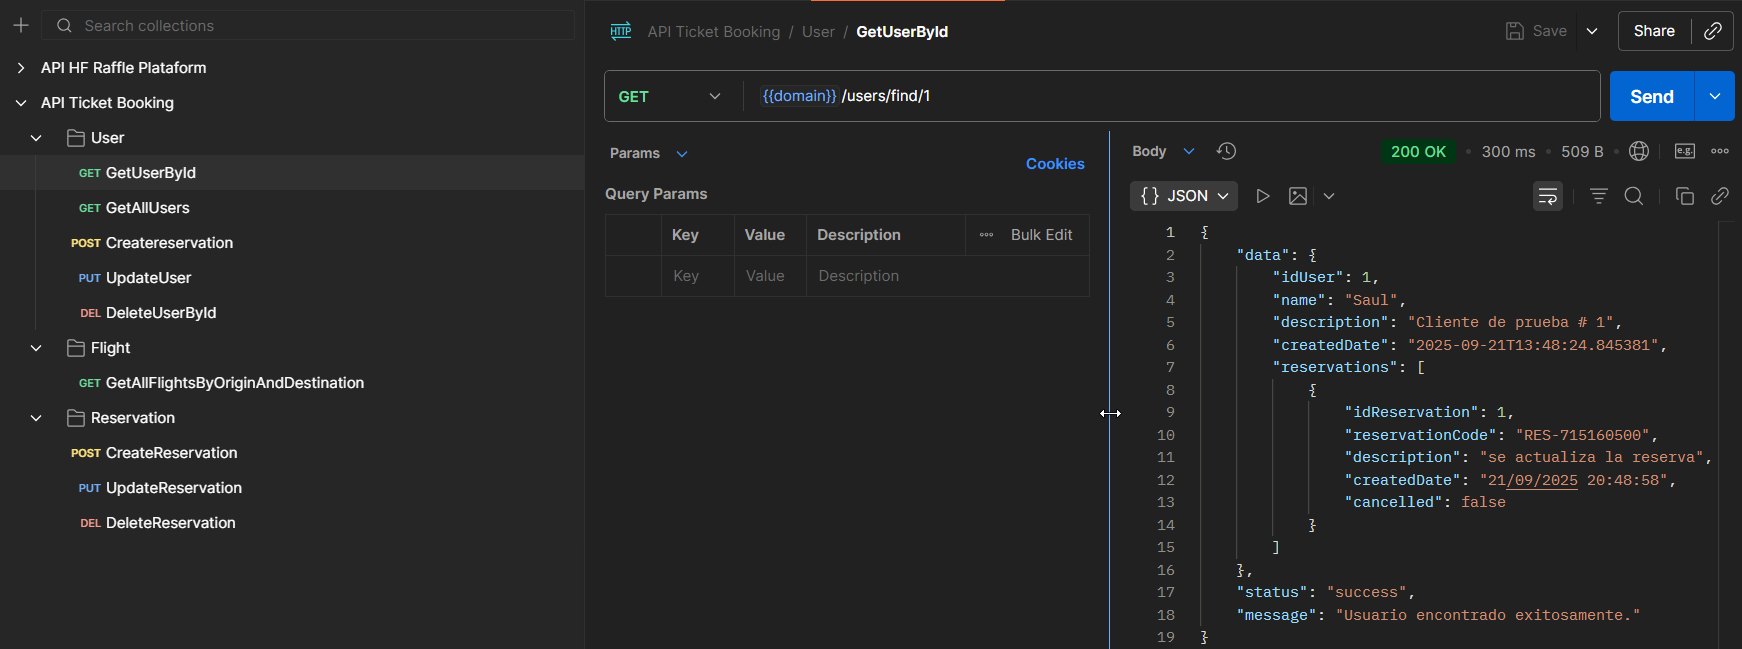 Search collections
API HF Raffle Plataform
API Ticket Booking
User
GET GetUserById
GET GetAllUsers
POST Createreservation
PUT UpdateUser
DEL DeleteUserById
Flight
GET GetAllFlightsByOriginAndDestination
Reservation
POST CreateReservation
PUT UpdateReservation
DEL DeleteReservation
HTTP API Ticket Booking / User / GetUserById
Save
Share
GET {{domain}} /users/find/1
Send
Params
Cookies
Query Params
Key Value Description Bulk Edit
Key Value Description
Body 200 OK • 300 ms • 509 B • e.g.
{} JSON
1 {
2 "data": {
3 "idUser": 1,
4 "name": "Saul",
5 "description": "Cliente de prueba # 1",
6 "createdDate": "2025-09-21T13:48:24.845381",
7 "reservations": [
8 {
9 "idReservation": 1,
10 "reservationCode": "RES-715160500",
11 "description": "se actualiza la reserva",
12 "createdDate": "21/09/2025 20:48:58",
13 "cancelled": false
14 }
15 ]
16 },
17 "status": "success",
18 "message": "Usuario encontrado exitosamente."
19 }